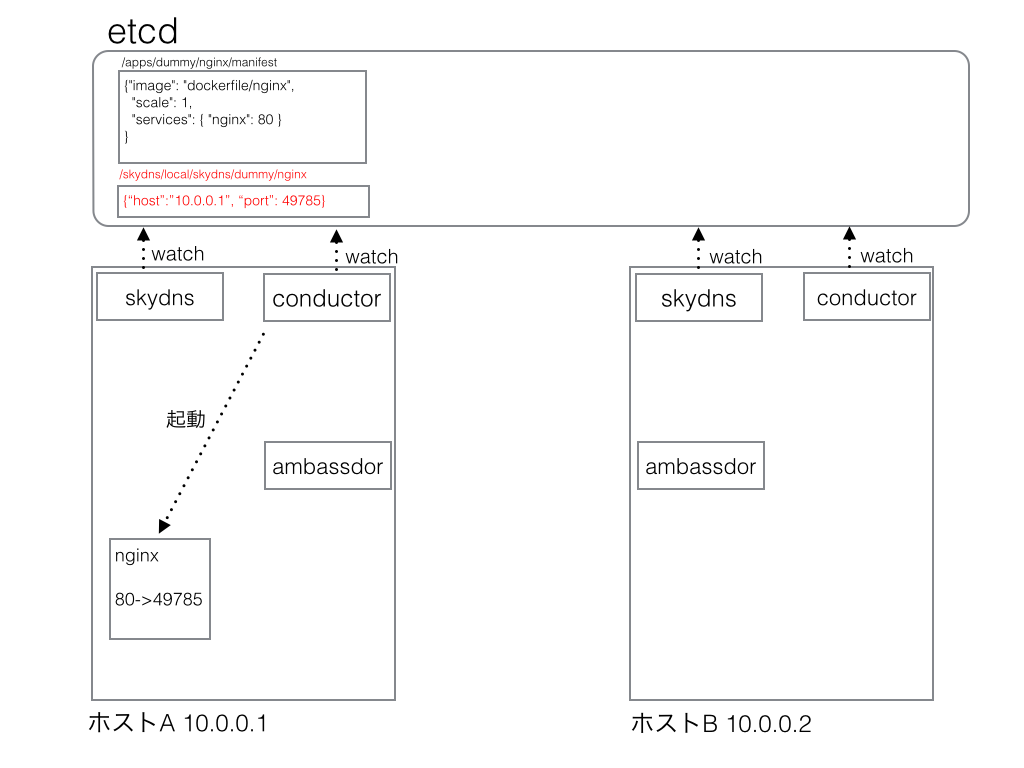 etcd
/apps/dummy/nginx/manifest
{"image": "dockerfile/nginx",
"scale": 1,
"services": { "nginx": 80 }
}
/skydns/local/skydns/dummy/nginx
{“host”:”10.0.0.1”, “port”: 49785}
watch
watch
watch
watch
skydns
conductor
skydns
conductor
起動
ambassdor
ambassdor
nginx
80->49785
ホストA 10.0.0.1
ホストB 10.0.0.2